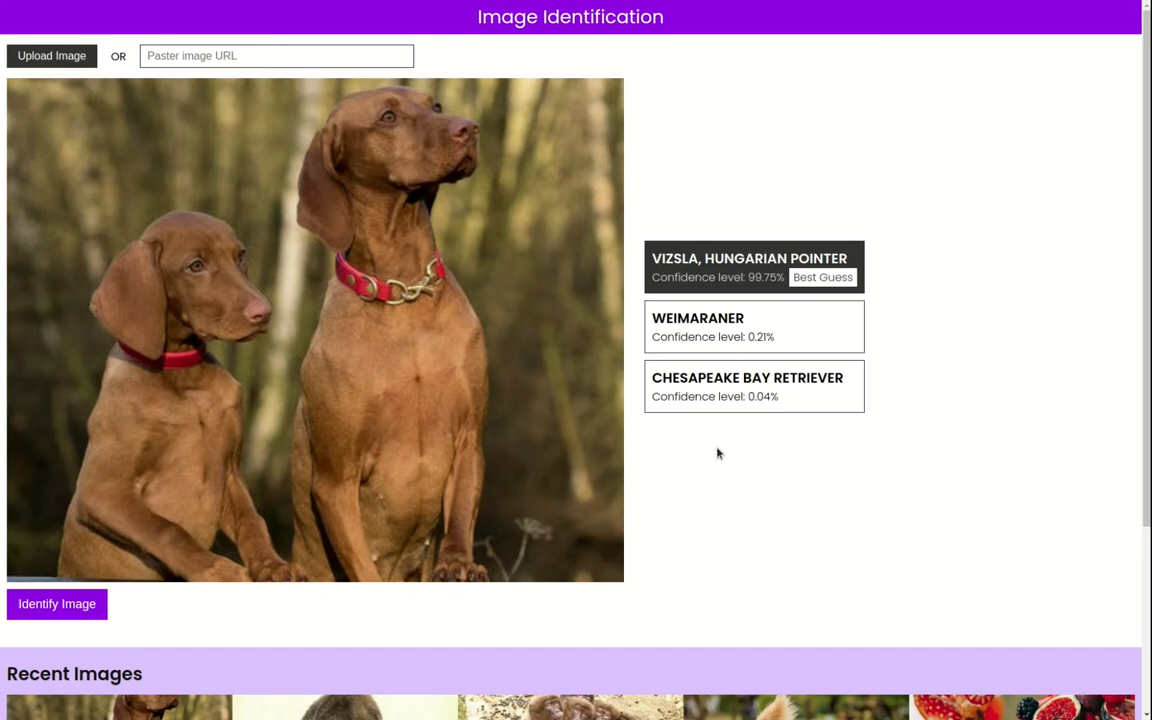 Image Identification
Upload Image OR Paster image URL
VIZSLA, HUNGARIAN POINTER
Confidence level: 99.75% Best Guess
WEIMARANER
Confidence level: 0.21%
CHESAPEAKE BAY RETRIEVER
Confidence level: 0.04%
Identify Image
Recent Images